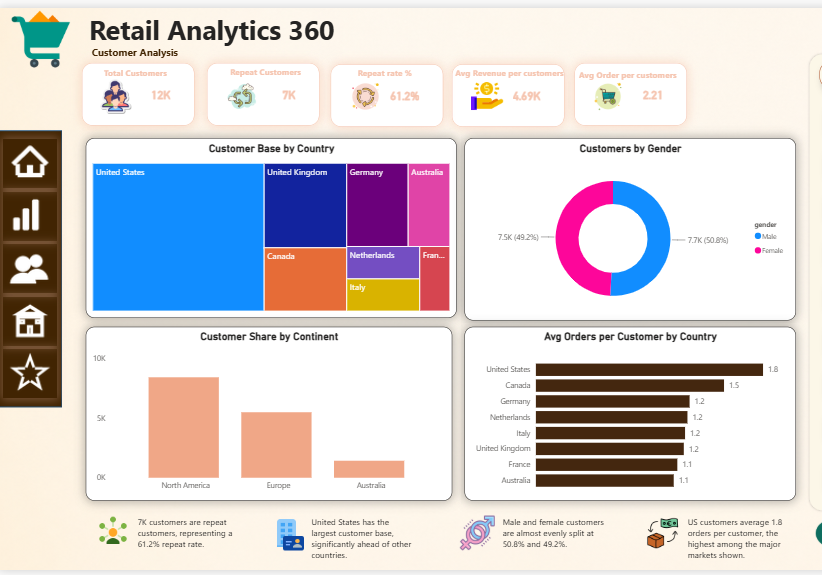 Retail Analytics 360
Customer Analysis
Total Customers
12K
Repeat Customers
7K
Repeat rate %
61.2%
Avg Revenue per customers
4.69K
Avg Order per customers
2.21
Customer Base by Country
United States
United Kingdom
Germany
Australia
Canada
Netherlands
Fran...
Italy
Customers by Gender
7.5K (49.2%)
7.7K (50.8%)
gender
Male
Female
Customer Share by Continent
10K
5K
0K
North America
Europe
Australia
Avg Orders per Customer by Country
United States 1.8
Canada 1.5
Germany 1.2
Netherlands 1.2
Italy 1.2
United Kingdom 1.2
France 1.1
Australia 1.1
7K customers are repeat
customers, representing a
61.2% repeat rate.
United States has the
largest customer base,
significantly ahead of other
countries.
Male and female customers
are almost evenly split at
50.8% and 49.2%.
US customers average 1.8
orders per customer, the
highest among the major
markets shown.